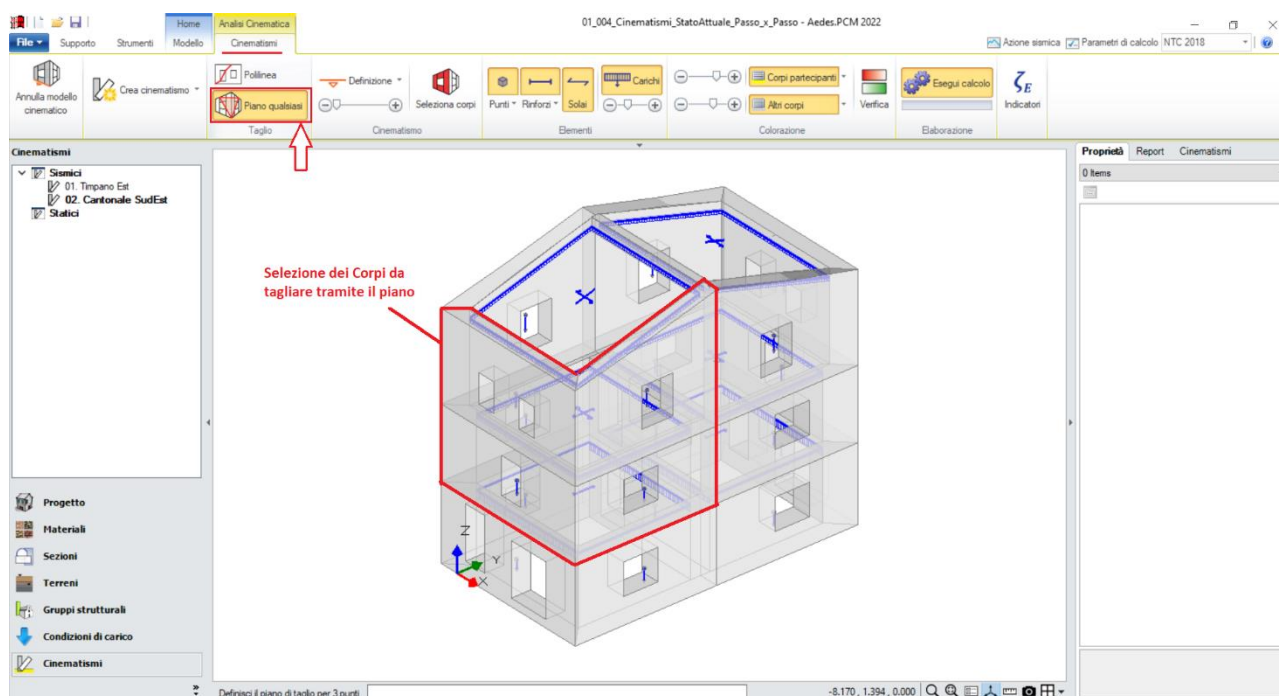 01_004_Cinematismi_StatoAttuale_Passo_x_Passo - Aedes.PCM 2022
Home
Analisi Cinematica
File
Supporto
Strumenti
Modello
Cinematismi
Azione sismica
Parametri di calcolo
NTC 2018
Annulla modello
cinematico
Crea cinematismo
Polilinea
Piano qualsiasi
Taglio
Definizione
Seleziona corpi
Cinematismo
Punti
Rinforzi
Solai
Carichi
Elementi
Corpi partecipanti
Altri corpi
Colorazione
Verifica
Esegui calcolo
Elaborazione
ζE
Indicatori
Cinematismi
Sismici
01. Timpano Est
02. Cantonale SudEst
Statici
Progetto
Materiali
Sezioni
Terreni
Gruppi strutturali
Condizioni di carico
Cinematismi
Selezione dei Corpi da
tagliare tramite il piano
Z
Y
X
Proprietà
Report
Cinematismi
0 Items
Definisci il piano di taglio per 3 punti
-8.170 , 1.394 , 0.000